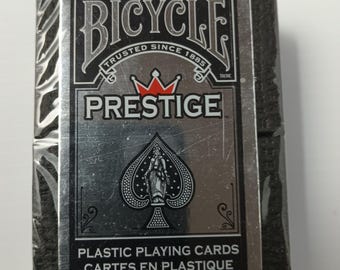 BICYCLE
TRUSTED SINCE 1885
PRESTIGE
PLASTIC PLAYING CARDS
CARTES EN PLASTIQUE